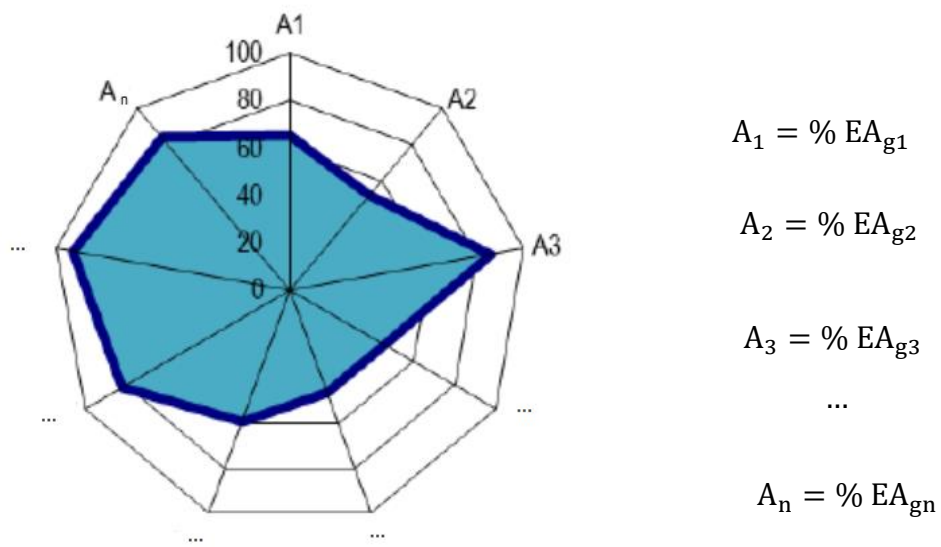 A1
100
80
60
40
20
0
A2
A3
...
...
...
...
...
Aₙ
A₁ = % EA_g1
A₂ = % EA_g2
A₃ = % EA_g3
...
Aₙ = % EA_gn